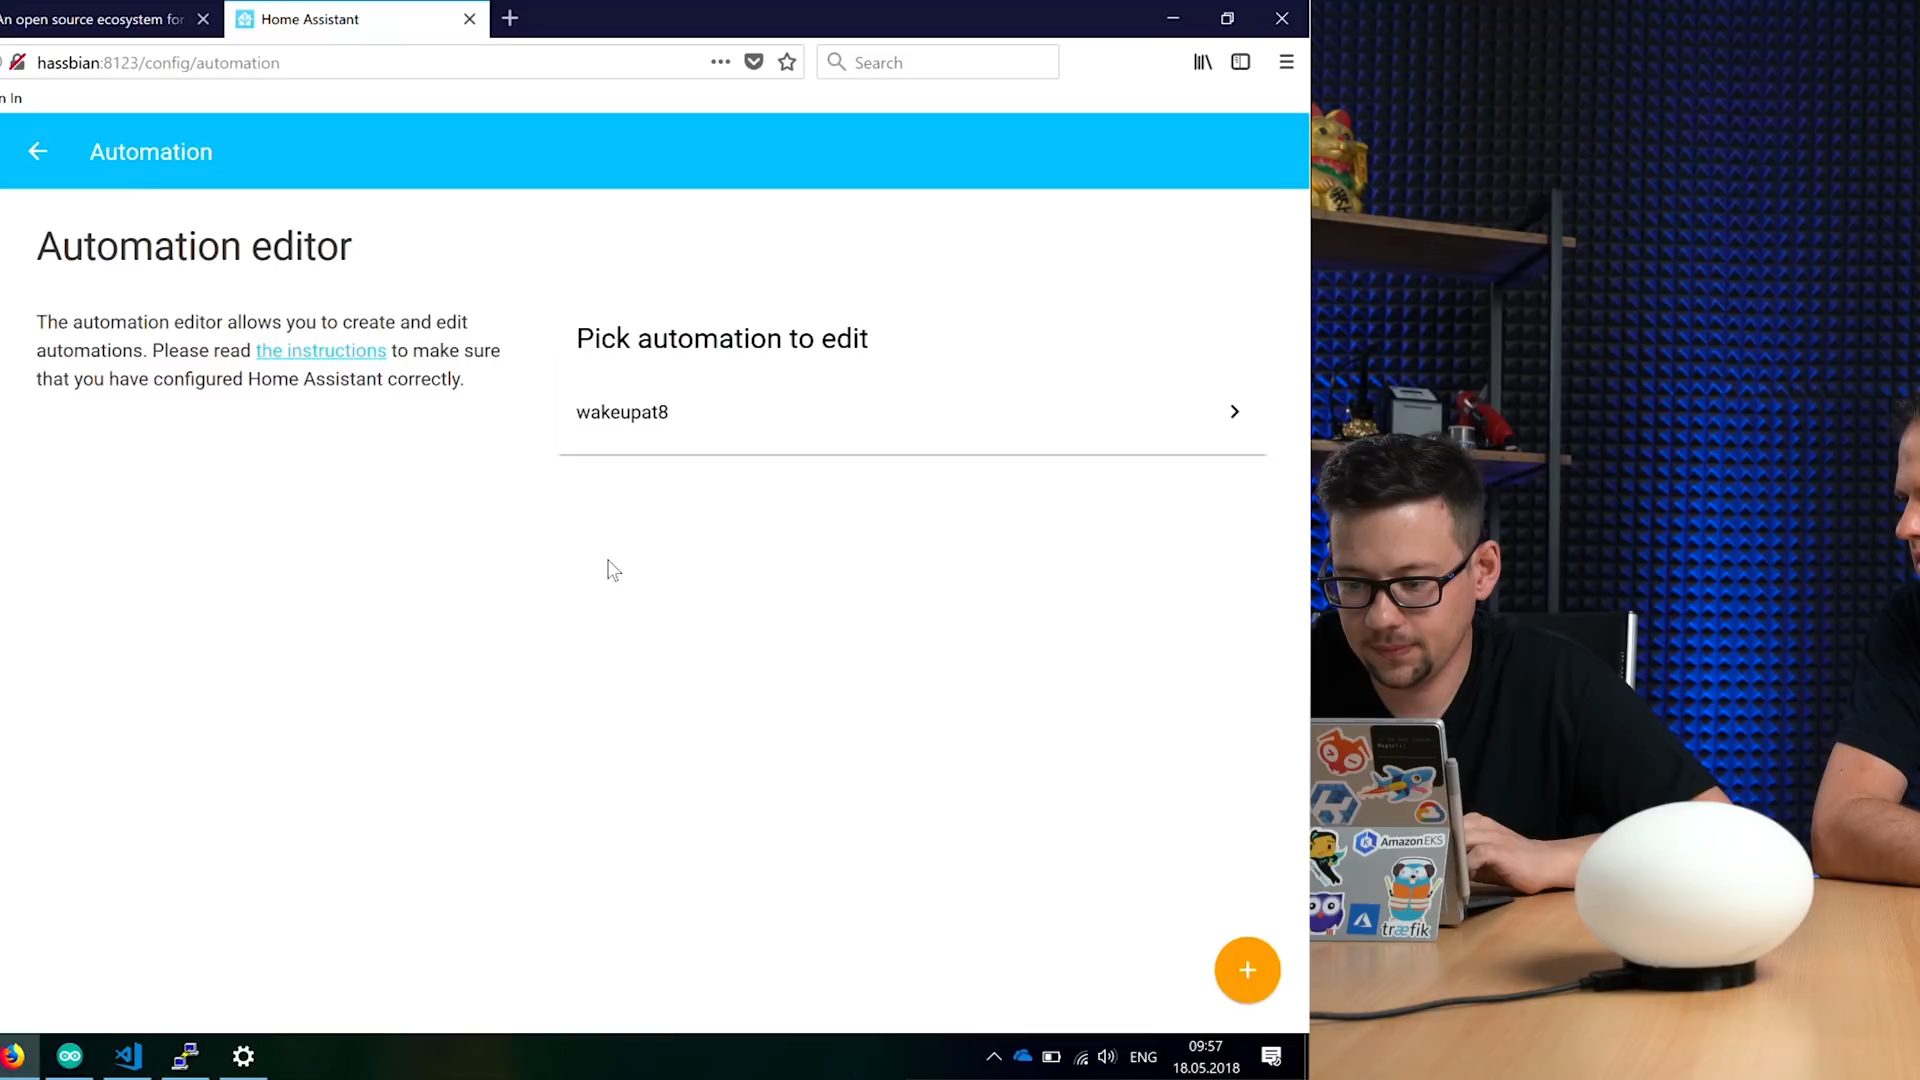 An open source ecosystem for
Home Assistant
hassbian:8123/config/automation
Search
n In
Automation
Automation editor
The automation editor allows you to create and edit
automations. Please read the instructions to make sure
that you have configured Home Assistant correctly.
Pick automation to edit
wakeupat8
+
Amazon EKS
træfik
ENG
09:57
18.05.2018